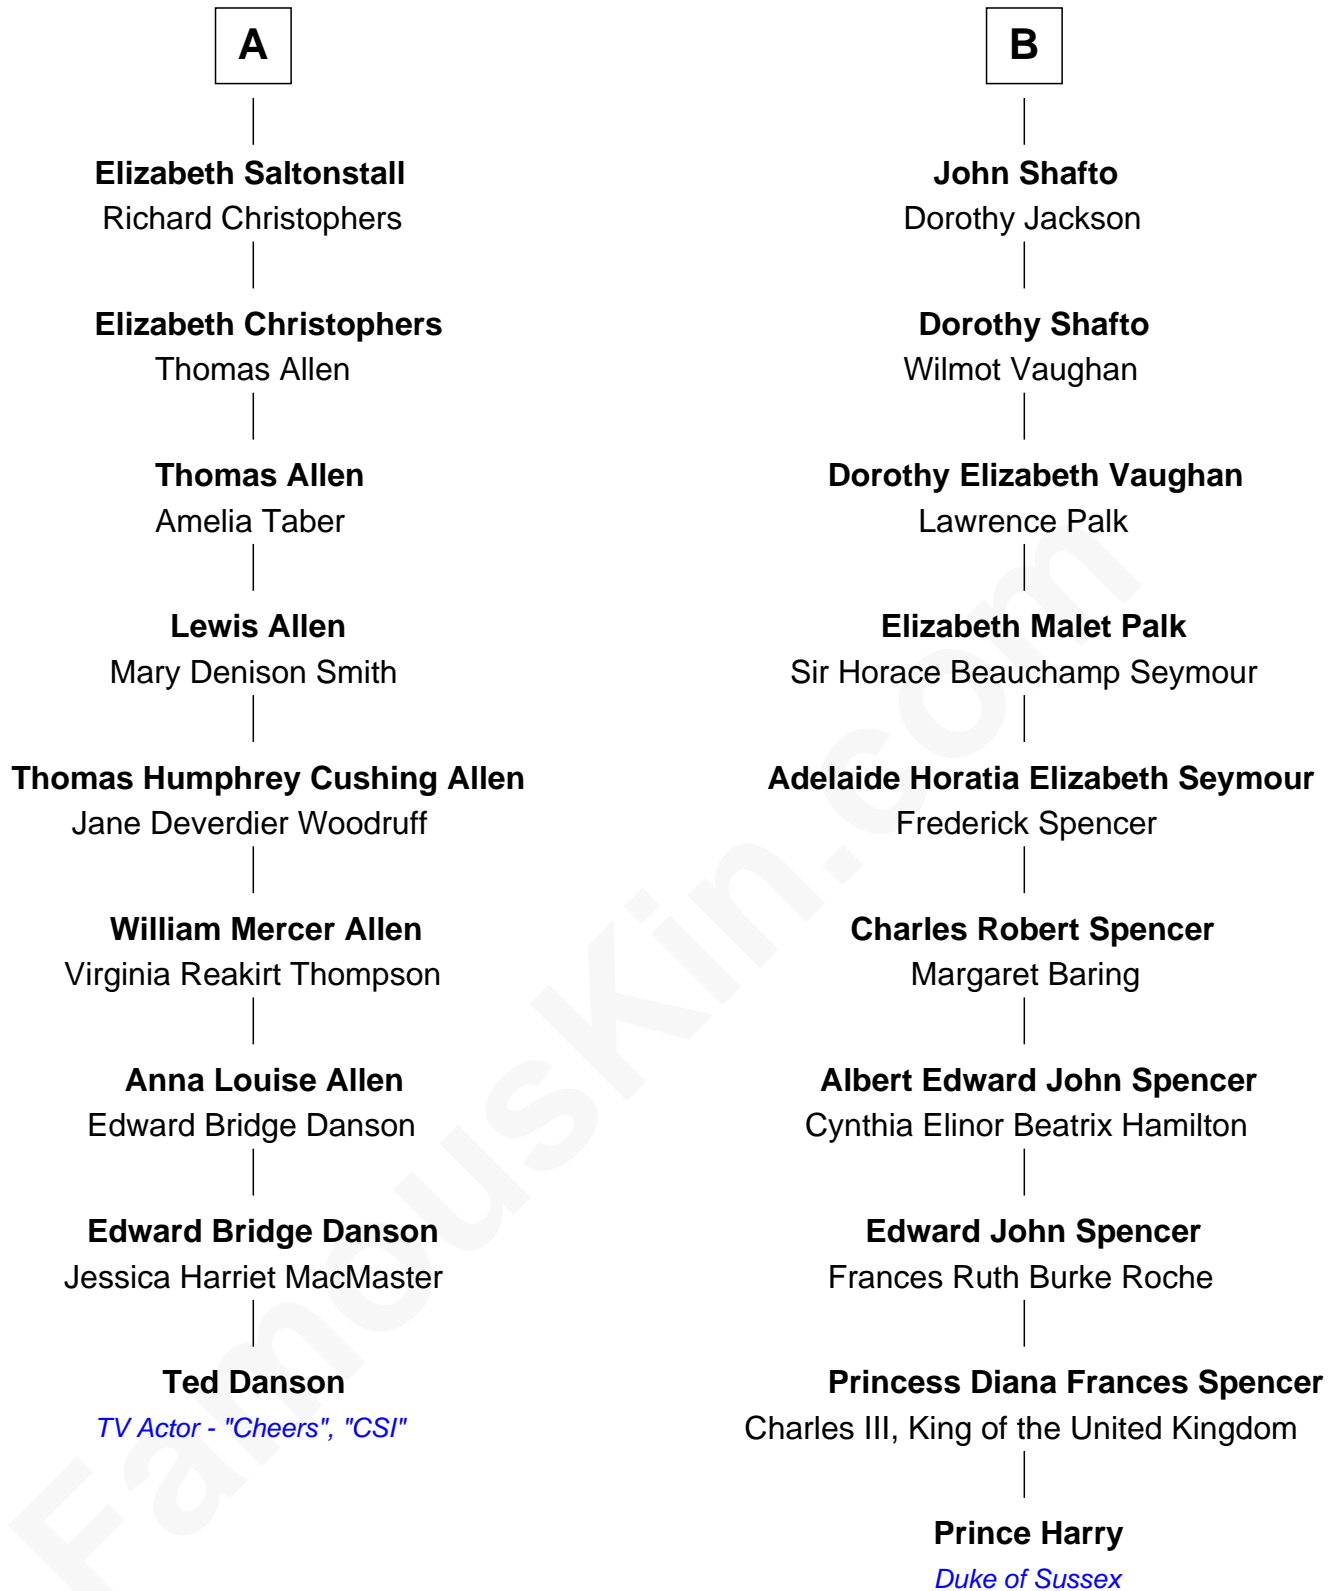 A
Elizabeth Saltonstall
Richard Christophers
Elizabeth Christophers
Thomas Allen
Thomas Allen
Amelia Taber
Lewis Allen
Mary Denison Smith
Thomas Humphrey Cushing Allen
Jane Deverdier Woodruff
William Mercer Allen
Virginia Reakirt Thompson
Anna Louise Allen
Edward Bridge Danson
Edward Bridge Danson
Jessica Harriet MacMaster
Ted Danson
TV Actor - "Cheers", "CSI"
B
John Shafto
Dorothy Jackson
Dorothy Shafto
Wilmot Vaughan
Dorothy Elizabeth Vaughan
Lawrence Palk
Elizabeth Malet Palk
Sir Horace Beauchamp Seymour
Adelaide Horatia Elizabeth Seymour
Frederick Spencer
Charles Robert Spencer
Margaret Baring
Albert Edward John Spencer
Cynthia Elinor Beatrix Hamilton
Edward John Spencer
Frances Ruth Burke Roche
Princess Diana Frances Spencer
Charles III, King of the United Kingdom
Prince Harry
Duke of Sussex
FamousKin.com